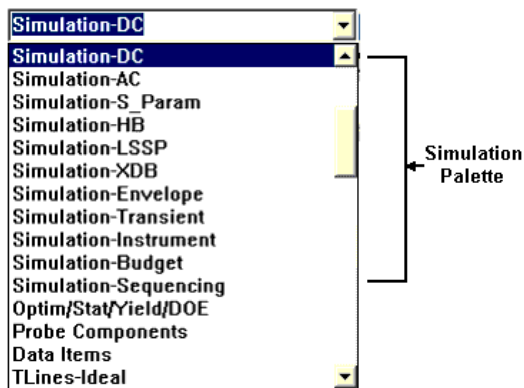 Simulation-DC
Simulation-DC
Simulation-AC
Simulation-S_Param
Simulation-HB
Simulation-LSSP
Simulation-XDB
Simulation-Envelope
Simulation-Transient
Simulation-Instrument
Simulation-Budget
Simulation-Sequencing
Optim/Stat/Yield/DOE
Probe Components
Data Items
TLines-Ideal
Simulation
Palette